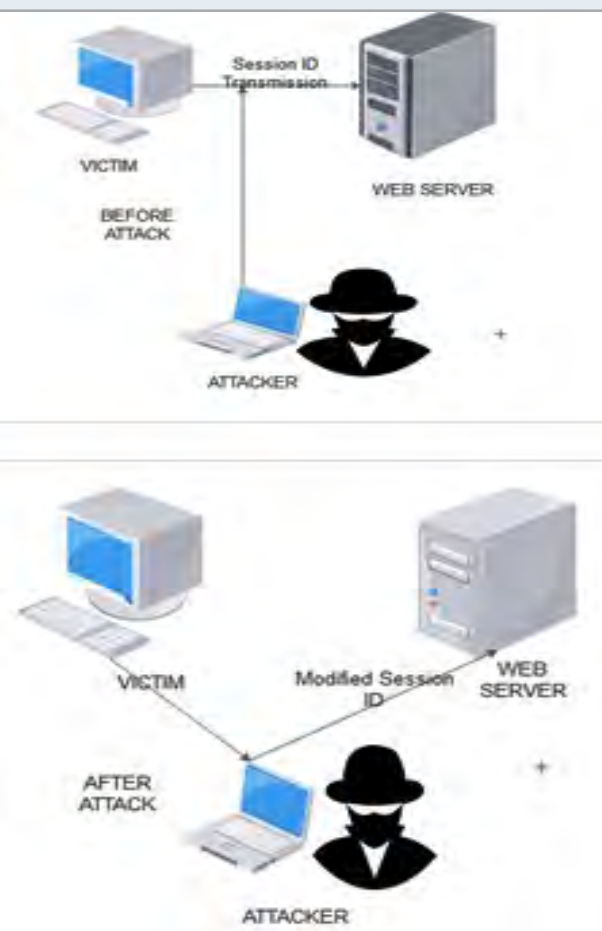 Session ID
Transmission
VICTIM
WEB SERVER
BEFORE
ATTACK
ATTACKER
VICTIM
Modified Session
ID
WEB
SERVER
AFTER
ATTACK
ATTACKER